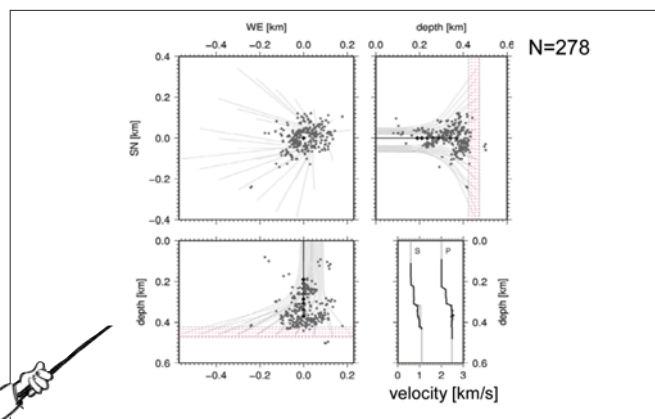 WE [km]
depth [km]
−0.4 −0.2 0.0 0.2
0.0 0.2 0.4 0.6
N=278
0.4
0.2
0.0
−0.2
−0.4
SN [km]
0.0
0.2
0.4
0.6
depth [km]
S
P
0.0
0.2
0.4
0.6
depth [km]
−0.4 −0.2 0.0 0.2
0 1 2 3
velocity [km/s]